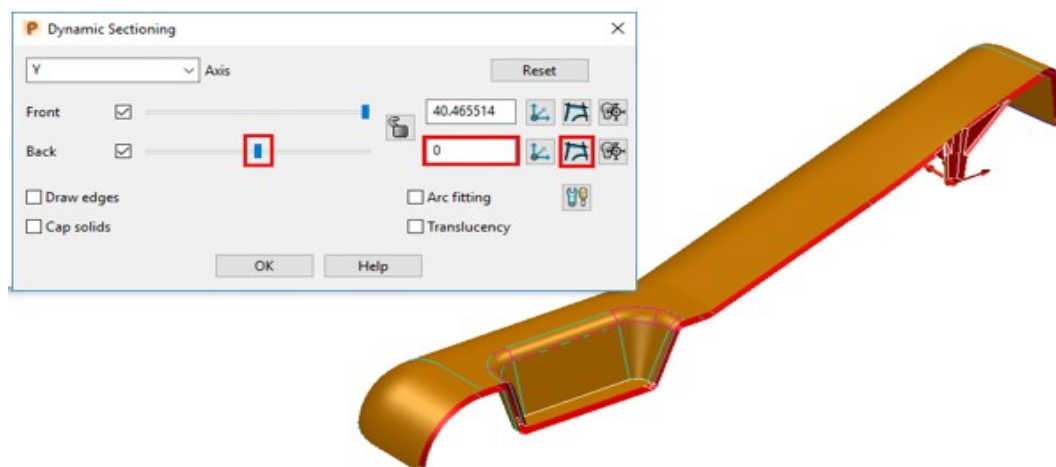 Dynamic Sectioning
Y Axis Reset
Front 40.465514
Back 0
Draw edges Arc fitting
Cap solids Translucency
OK Help